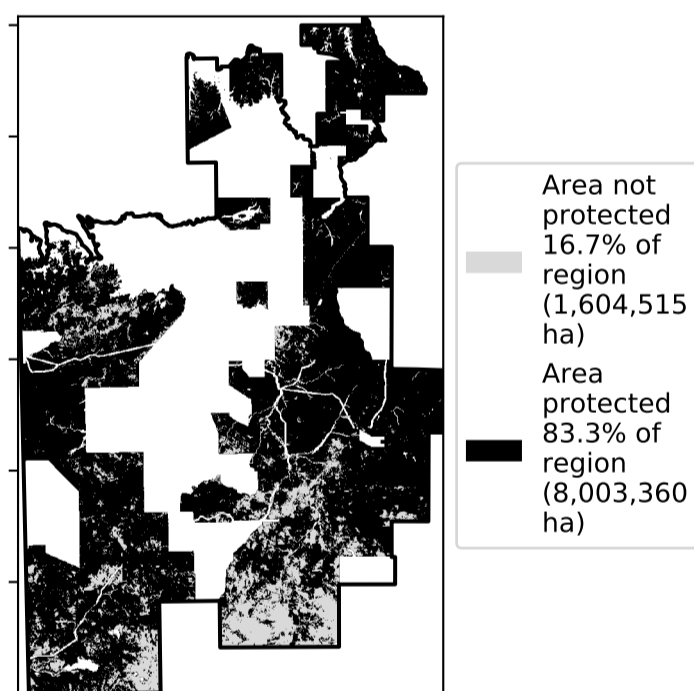 Area not
protected
16.7% of
region
(1,604,515
ha)
Area
protected
83.3% of
region
(8,003,360
ha)